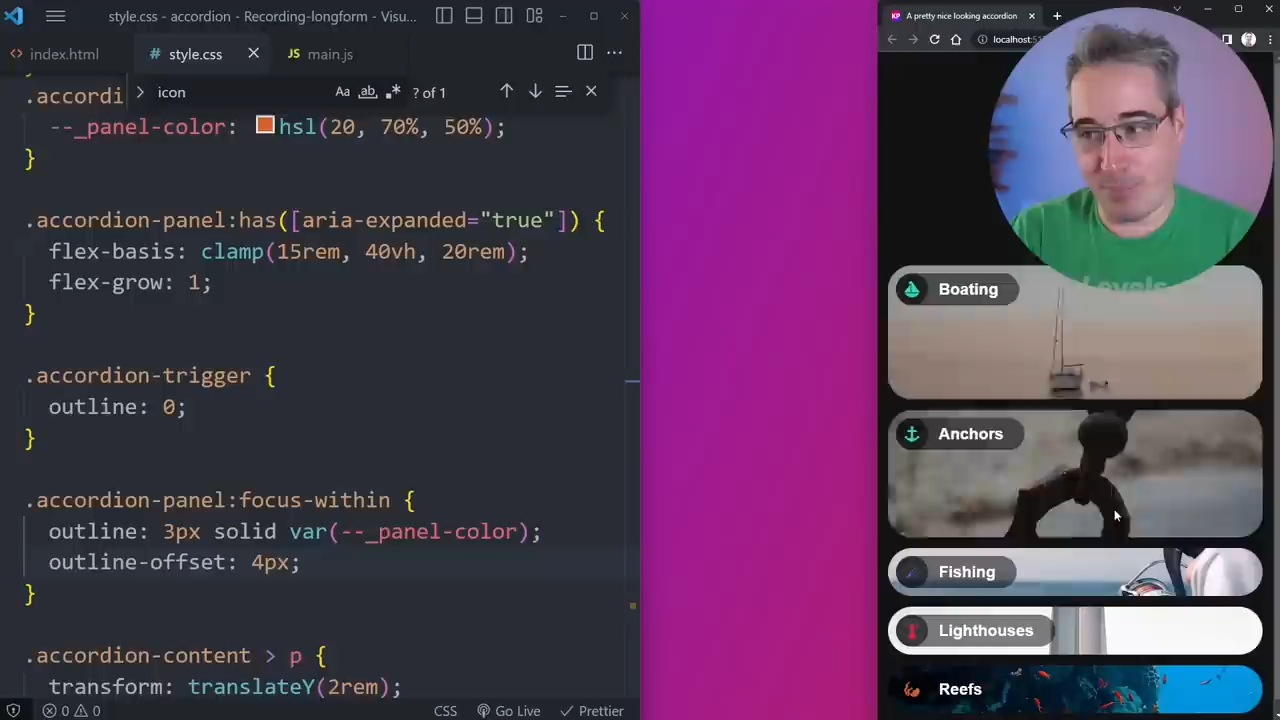 style.css - accordion - Recording-longform - Visu...
index.html
# style.css
JS main.js
icon
Aa ab .* ? of 1
.accordi
--_panel-color: hsl(20, 70%, 50%);
}
.accordion-panel:has([aria-expanded="true"]) {
flex-basis: clamp(15rem, 40vh, 20rem);
flex-grow: 1;
}
.accordion-trigger {
outline: 0;
}
.accordion-panel:focus-within {
outline: 3px solid var(--_panel-color);
outline-offset: 4px;
}
.accordion-content > p {
transform: translateY(2rem);
0 0
CSS
Go Live
Prettier
KP A pretty nice looking accordion
Boating
Anchors
Fishing
Lighthouses
Reefs